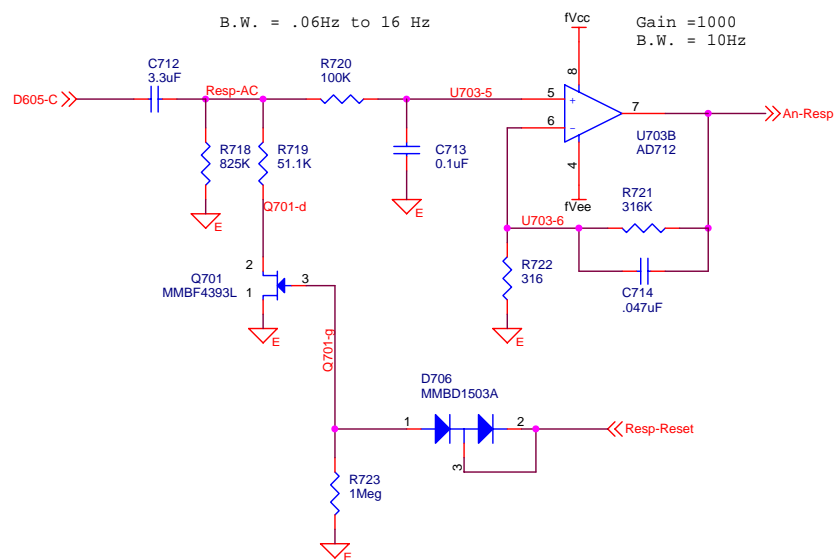 B.W. = .06Hz to 16 Hz
fVcc
Gain =1000
B.W. = 10Hz
C712
3.3uF
R720
100K
D605-C
Resp-AC
U703-5
8
5
+
7
An-Resp
6
-
U703B
AD712
R718
825K
R719
51.1K
C713
0.1uF
4
fVee
Q701-d
E
E
U703-6
R721
316K
Q701
MMBF4393L
2
1
3
R722
316
C714
.047uF
E
E
Q701-g
D706
MMBD1503A
1
2
3
Resp-Reset
R723
1Meg
E